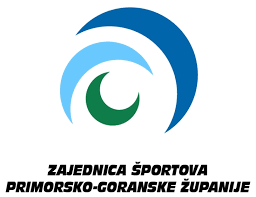 ZAJEDNICA ŠPORTOVA
PRIMORSKO-GORANSKE ŽUPANIJE